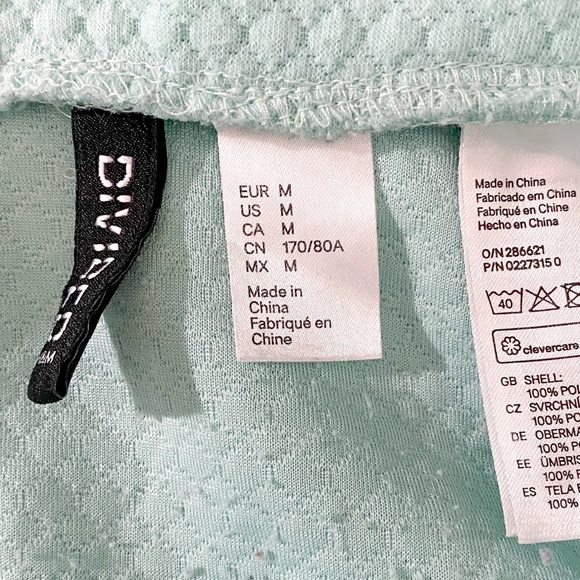 DIVIDED
EUR M
US M
CA M
CN 170/80A
MX M
Made in
China
Fabriqué en
Chine
Made in China
Fabricado em China
Fabriqué en Chine
Hecho en China
O/N 286621
P/N 0227315 0
40
clevercare.
GB SHELL:
100% POL
CZ SVRCHNÍ
100% PO
DE OBERMA
100% P
EE ÜMBRIS
100% F
ES TELA
100%